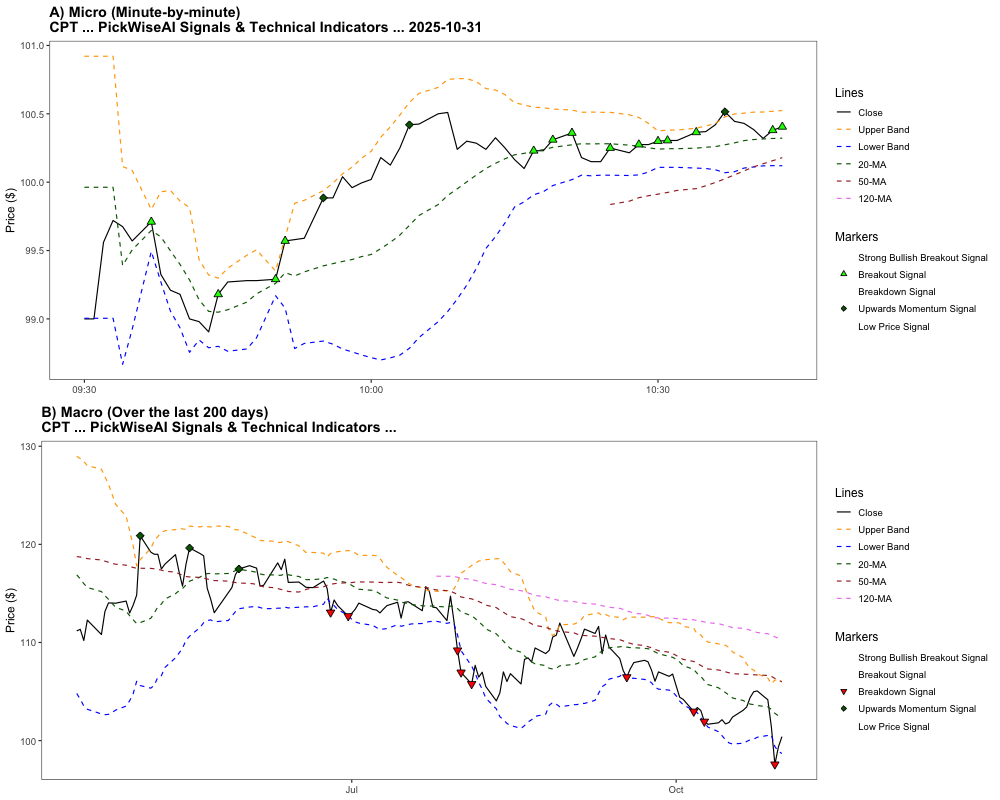 A) Micro (Minute-by-minute)
CPT ... PickWiseAI Signals & Technical Indicators ... 2025-10-31
101.0
100.5
100.0
99.5
99.0
Price ($)
09:30
10:00
10:30
Lines
Close
Upper Band
Lower Band
20-MA
50-MA
120-MA
Markers
Strong Bullish Breakout Signal
Breakout Signal
Breakdown Signal
Upwards Momentum Signal
Low Price Signal
B) Macro (Over the last 200 days)
CPT ... PickWiseAI Signals & Technical Indicators ...
130
120
110
100
Price ($)
Jul
Oct
Lines
Close
Upper Band
Lower Band
20-MA
50-MA
120-MA
Markers
Strong Bullish Breakout Signal
Breakout Signal
Breakdown Signal
Upwards Momentum Signal
Low Price Signal